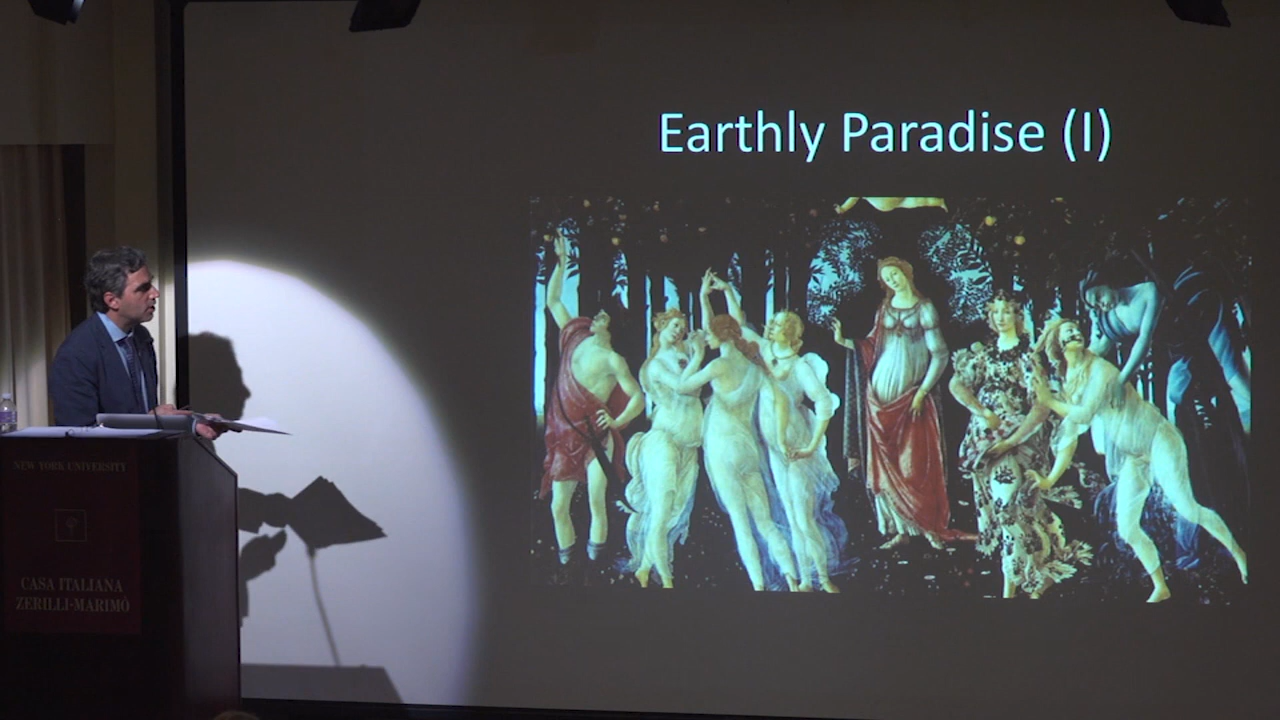 Earthly Paradise (I)
NEW YORK UNIVERSITY
CASA ITALIANA
ZERILLI-MARIMÒ